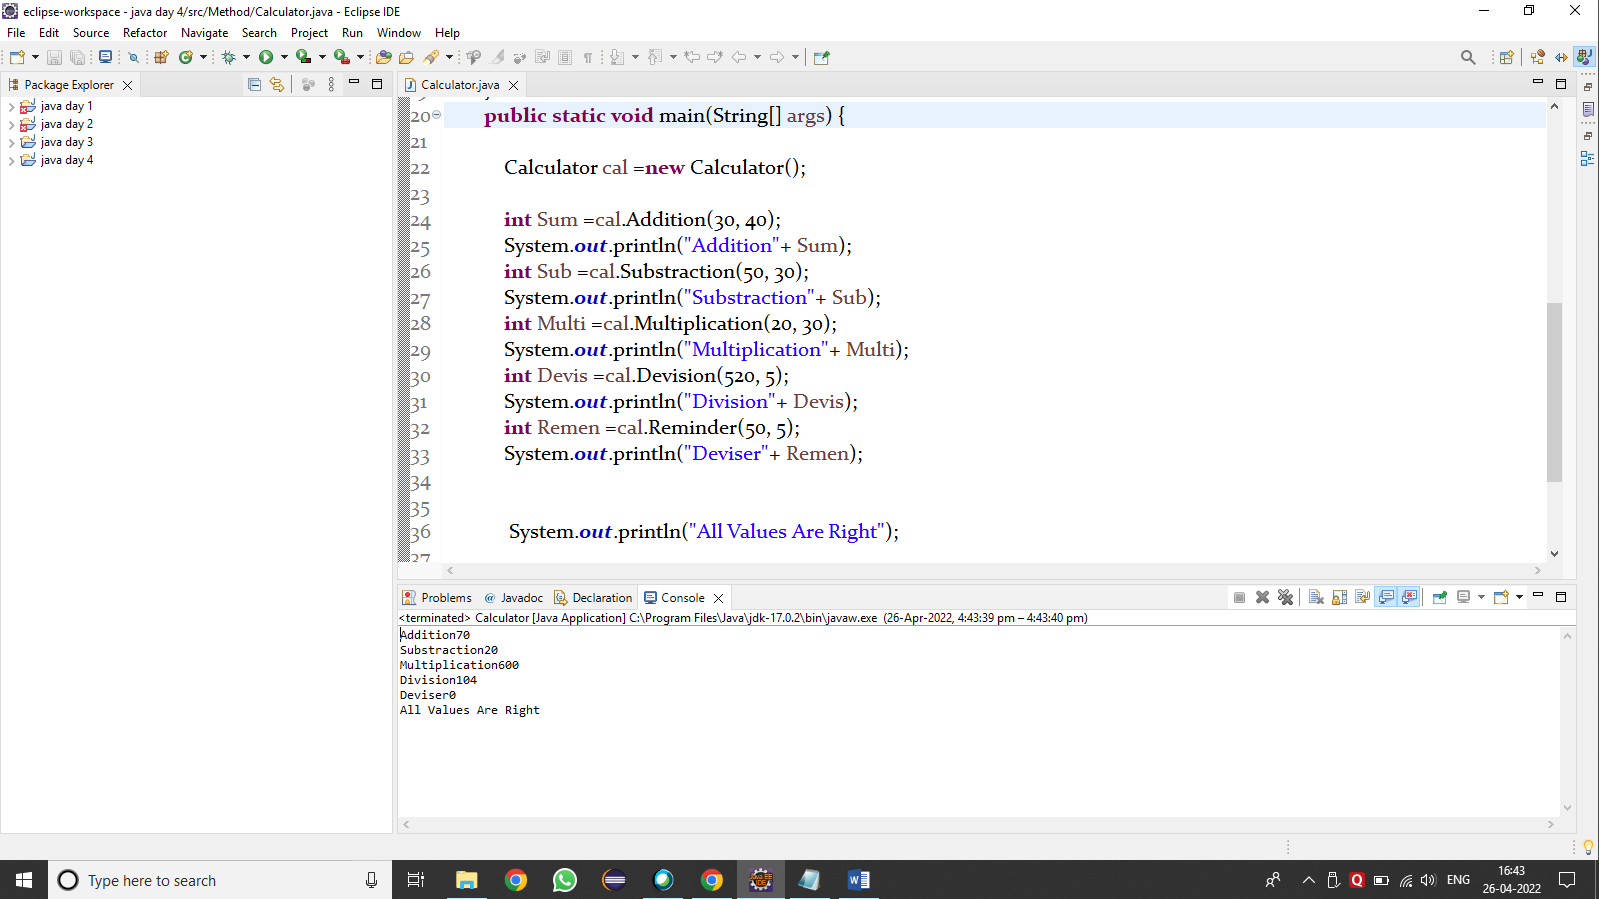 eclipse-workspace - java day 4/src/Method/Calculator.java - Eclipse IDE
File Edit Source Refactor Navigate Search Project Run Window Help
Package Explorer
java day 1
java day 2
java day 3
java day 4
Calculator.java
20 public static void main(String[] args) {
21
22 Calculator cal =new Calculator();
23
24 int Sum =cal.Addition(30, 40);
25 System.out.println("Addition"+ Sum);
26 int Sub =cal.Substraction(50, 30);
27 System.out.println("Substraction"+ Sub);
28 int Multi =cal.Multiplication(20, 30);
29 System.out.println("Multiplication"+ Multi);
30 int Devis =cal.Devision(520, 5);
31 System.out.println("Division"+ Devis);
32 int Remen =cal.Reminder(50, 5);
33 System.out.println("Deviser"+ Remen);
34
35
36 System.out.println("All Values Are Right");
37
Problems @ Javadoc Declaration Console
<terminated> Calculator [Java Application] C:\Program Files\Java\jdk-17.0.2\bin\javaw.exe (26-Apr-2022, 4:43:39 pm – 4:43:40 pm)
Addition70
Substraction20
Multiplication600
Division104
Deviser0
All Values Are Right
Type here to search
ENG
16:43
26-04-2022